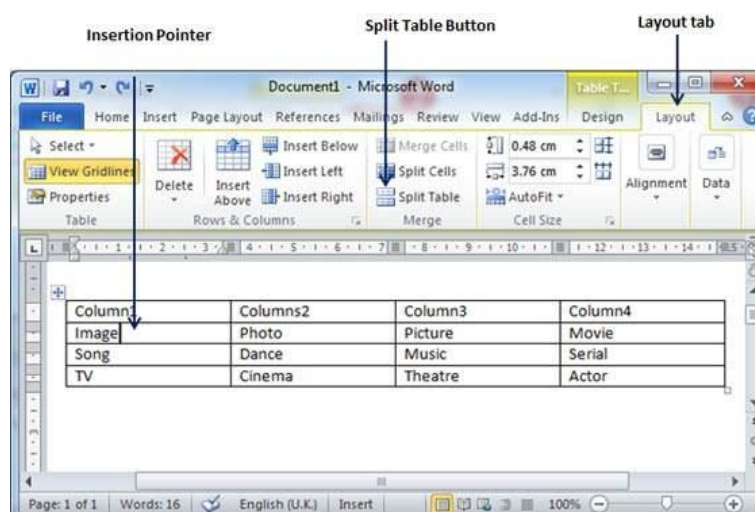 Insertion Pointer
Split Table Button
Layout tab
Document1 - Microsoft Word
Table T...
File Home Insert Page Layout References Mailings Review View Add-Ins Design Layout
Select
View Gridlines
Properties
Table
Delete
Insert Above
Insert Below
Insert Left
Insert Right
Rows & Columns
Merge Cells
Split Cells
Split Table
Merge
0.48 cm
3.76 cm
AutoFit
Cell Size
Alignment
Data
Column1 Columns2 Column3 Column4
Image Photo Picture Movie
Song Dance Music Serial
TV Cinema Theatre Actor
Page: 1 of 1 Words: 16 English (U.K.) Insert 100%